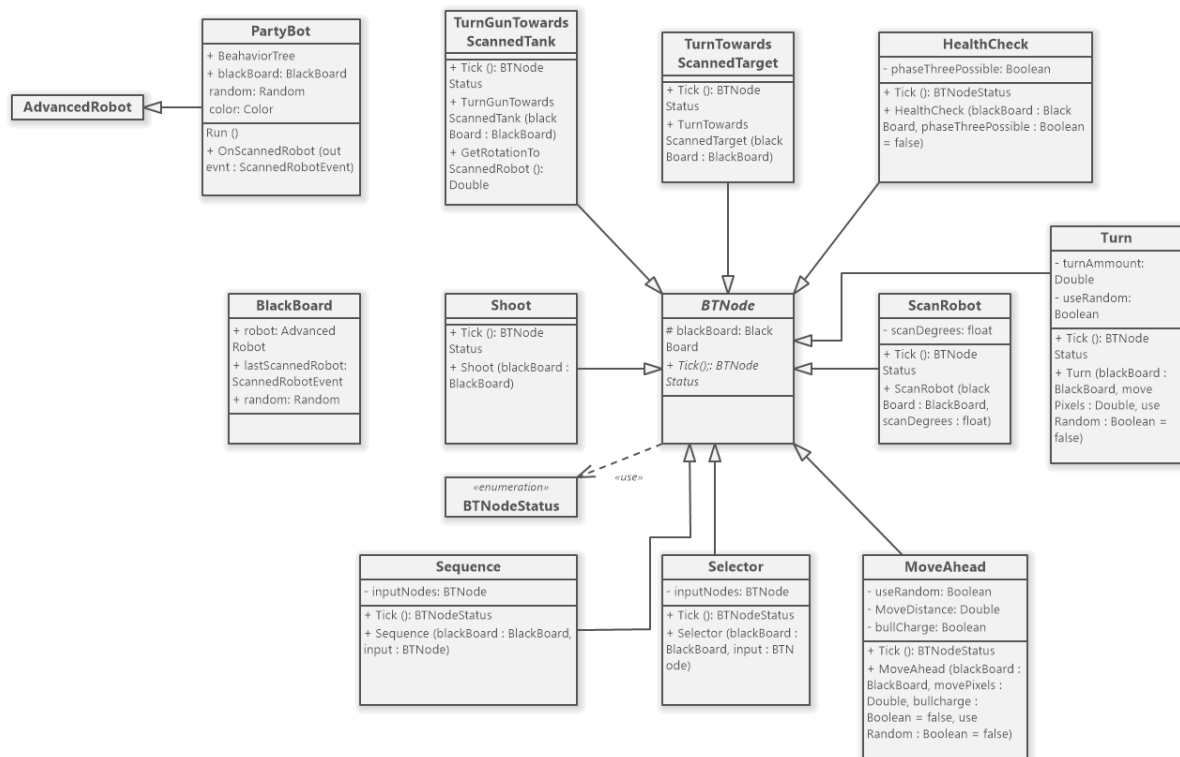 PartyBot
+ BeahaviorTree
+ blackBoard: BlackBoard
random: Random
color: Color
Run ()
+ OnScannedRobot (out
evnt : ScannedRobotEvent)
AdvancedRobot
TurnGunTowards
ScannedTank
+ Tick (): BTNode
Status
+ TurnGunTowards
ScannedTank (black
Board : BlackBoard)
+ GetRotationTo
ScannedRobot ():
Double
TurnTowards
ScannedTarget
+ Tick (): BTNode
Status
+ TurnTowards
ScannedTarget (black
Board : BlackBoard)
HealthCheck
- phaseThreePossible: Boolean
+ Tick (): BTNodeStatus
+ HealthCheck (blackBoard : Black
Board, phaseThreePossible : Boolean
= false)
Turn
- turnAmmount:
Double
- useRandom:
Boolean
+ Tick (): BTNode
Status
+ Turn (blackBoard :
BlackBoard, move
Pixels : Double, use
Random : Boolean =
false)
BlackBoard
+ robot: Advanced
Robot
+ lastScannedRobot:
ScannedRobotEvent
+ random: Random
Shoot
+ Tick (): BTNode
Status
+ Shoot (blackBoard :
BlackBoard)
BTNode
# blackBoard: Black
Board
+ Tick();: BTNode
Status
ScanRobot
- scanDegrees: float
+ Tick (): BTNode
Status
+ ScanRobot (black
Board : BlackBoard,
scanDegrees : float)
«enumeration»
BTNodeStatus
«use»
Sequence
- inputNodes: BTNode
+ Tick (): BTNodeStatus
+ Sequence (blackBoard : BlackBoard,
input : BTNode)
Selector
- inputNodes: BTNode
+ Tick (): BTNodeStatus
+ Selector (blackBoard :
BlackBoard, input : BTN
ode)
MoveAhead
- useRandom: Boolean
- MoveDistance: Double
- bullCharge: Boolean
+ Tick (): BTNodeStatus
+ MoveAhead (blackBoard :
BlackBoard, movePixels :
Double, bullcharge :
Boolean = false, use
Random : Boolean = false)